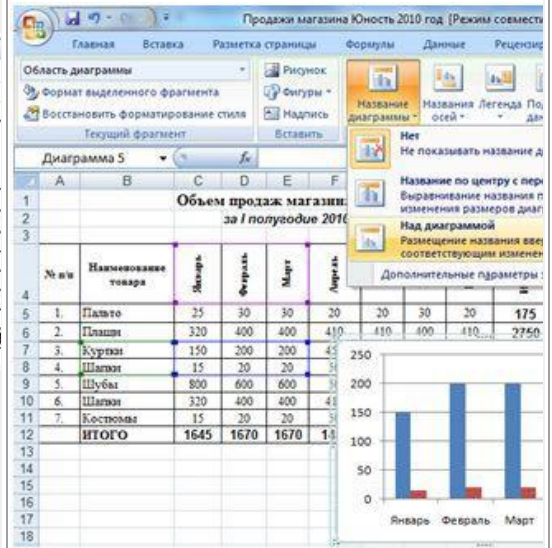 Продажи магазина Юность 2010 год [Режим совмести
Главная Вставка Разметка страницы Формулы Данные Рецензир
Область диаграммы Рисунок
Формат выделенного фрагмента Фигуры
Восстановить форматирование стиля Надпись
Текущий фрагмент Вставить
Название диаграммы Названия осей Легенда
Нет
Не показывать название
Название по центру с пере
Выравнивание названия
изменения размеров диаг
Над диаграммой
Размещение названия
соответствующим изменен
Дополнительные параметры
Диаграмма 5 fx
A B C D E F
1 Объем продаж магазин
2 за I полугодие 2010
3
4 № п/п Наименование товара Январь Февраль Март Апрель
5 1. Пальто 25 30 30 20 20 30 20 175
6 2. Плащи 320 400 400 410 410 400 410 2750
7 3. Куртки 150 200 200
8 4. Шапки 15 20 20
9 5. Шубы 800 600 600
10 6. Шапки 320 400 400
11 7. Костюмы 15 20 20
12 ИТОГО 1645 1670 1670
13
14
15
16
17
18
250
200
150
100
50
0
Январь Февраль Март